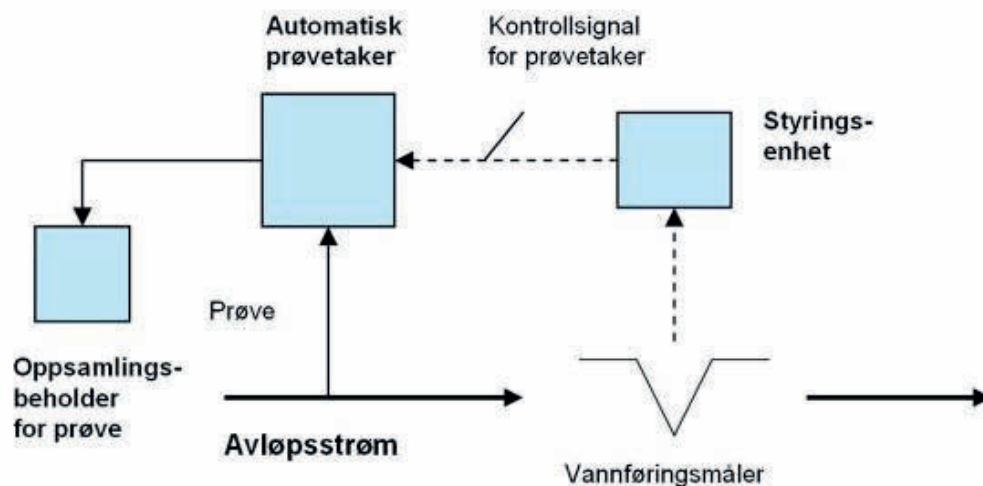 Automatisk
prøvetaker
Kontrollsignal
for prøvetaker
Styrings-
enhet
Prøve
Oppsamlings-
beholder
for prøve
Avløpsstrøm
Vannføringsmåler